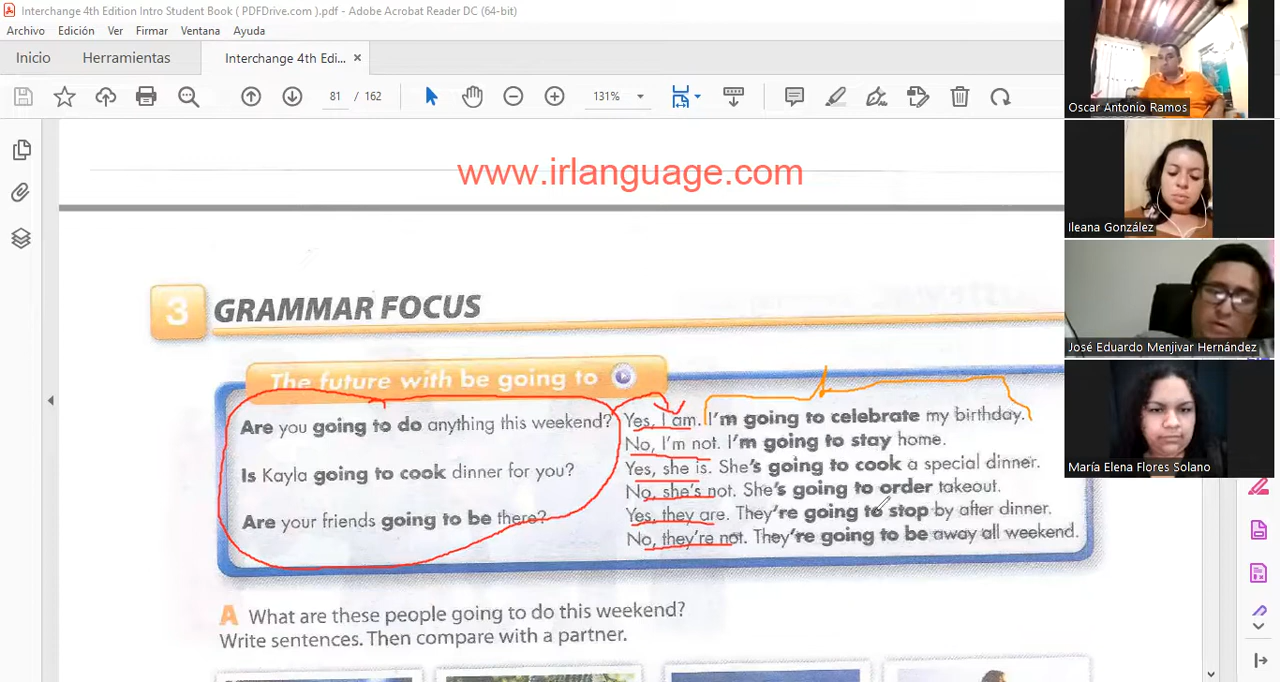 Interchange 4th Edition Intro Student Book ( PDFDrive.com ).pdf - Adobe Acrobat Reader DC (64-bit)
Archivo Edición Ver Firmar Ventana Ayuda
Inicio Herramientas Interchange 4th Edi... ×
81 / 162 131%
www.irlanguage.com
3 GRAMMAR FOCUS
The future with be going to
Are you going to do anything this weekend? Yes, I am. I'm going to celebrate my birthday.
No, I'm not. I'm going to stay home.
Is Kayla going to cook dinner for you? Yes, she is. She's going to cook a special dinner.
No, she's not. She's going to order takeout.
Are your friends going to be there? Yes, they are. They're going to stop by after dinner.
No, they're not. They're going to be away all weekend.
A What are these people going to do this weekend?
Write sentences. Then compare with a partner.
Oscar Antonio Ramos
Ileana González
José Eduardo Menjivar Hernández
María Elena Flores Solano